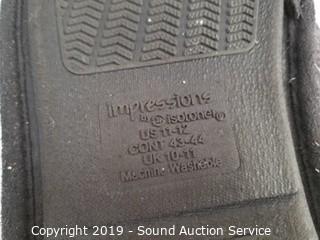 Impressions
by isotoner®
US 11-12
CONT 43-44
UK 10-11
Machine Washable
Copyright 2019 - Sound Auction Service